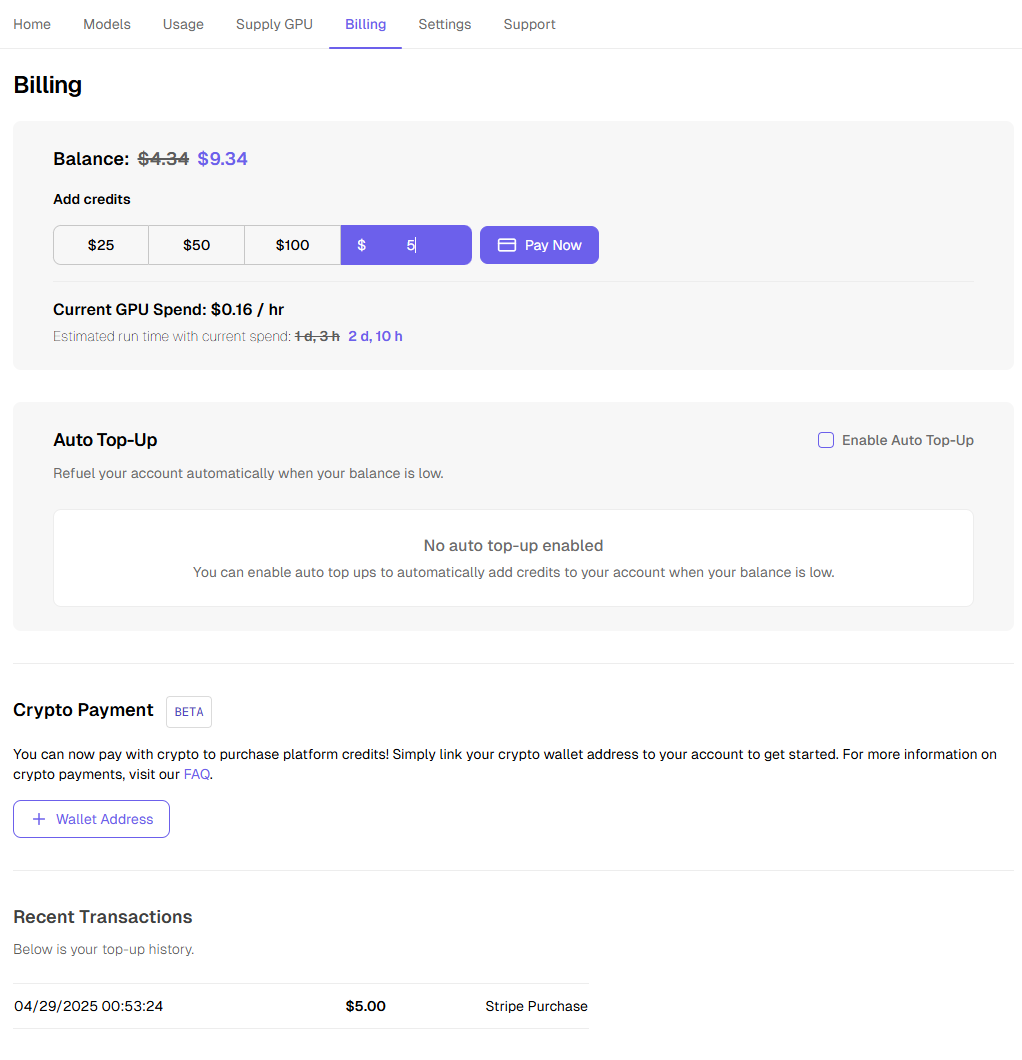 Home Models Usage Supply GPU Billing Settings Support
Billing
Balance: $4.34 $9.34
Add credits
$25 $50 $100 $ 5 Pay Now
Current GPU Spend: $0.16 / hr
Estimated run time with current spend: 1 d, 3 h 2 d, 10 h
Auto Top-Up Enable Auto Top-Up
Refuel your account automatically when your balance is low.
No auto top-up enabled
You can enable auto top ups to automatically add credits to your account when your balance is low.
Crypto Payment BETA
You can now pay with crypto to purchase platform credits! Simply link your crypto wallet address to your account to get started. For more information on
crypto payments, visit our FAQ.
Wallet Address
Recent Transactions
Below is your top-up history.
04/29/2025 00:53:24 $5.00 Stripe Purchase